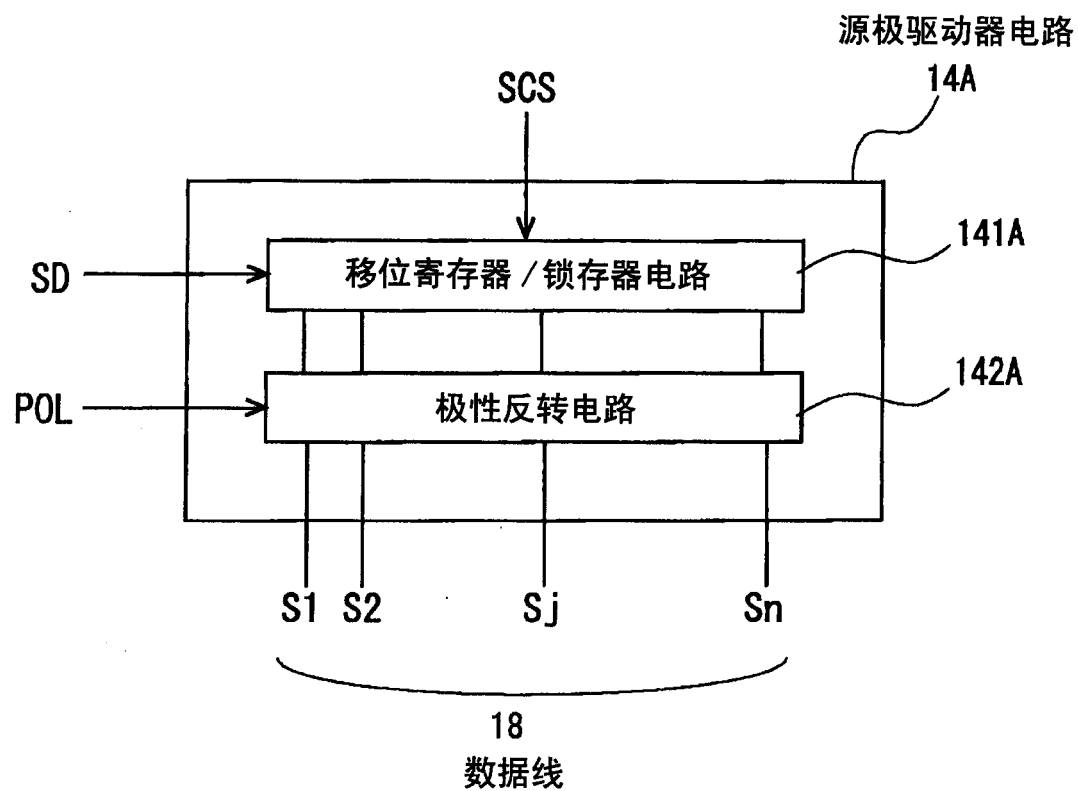 源极驱动器电路
14A
SCS
141A
SD
移位寄存器/锁存器电路
142A
POL
极性反转电路
S1 S2 Sj Sn
18
数据线